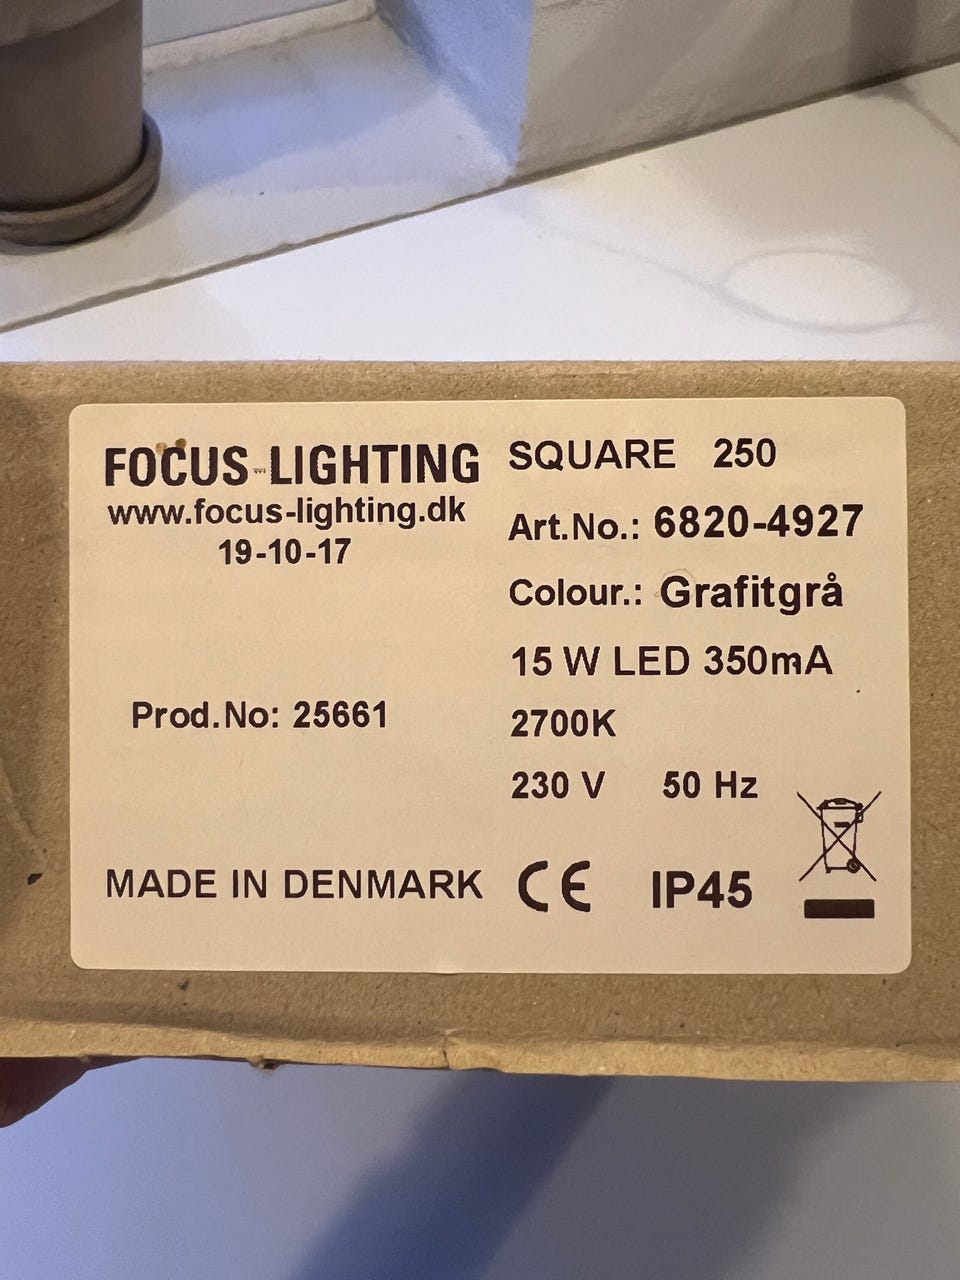 FOCUS-LIGHTING
www.focus-lighting.dk
19-10-17
Prod.No: 25661
MADE IN DENMARK
SQUARE 250
Art.No.: 6820-4927
Colour.: Grafitgrå
15 W LED 350mA
2700K
230 V 50 Hz
CE IP45